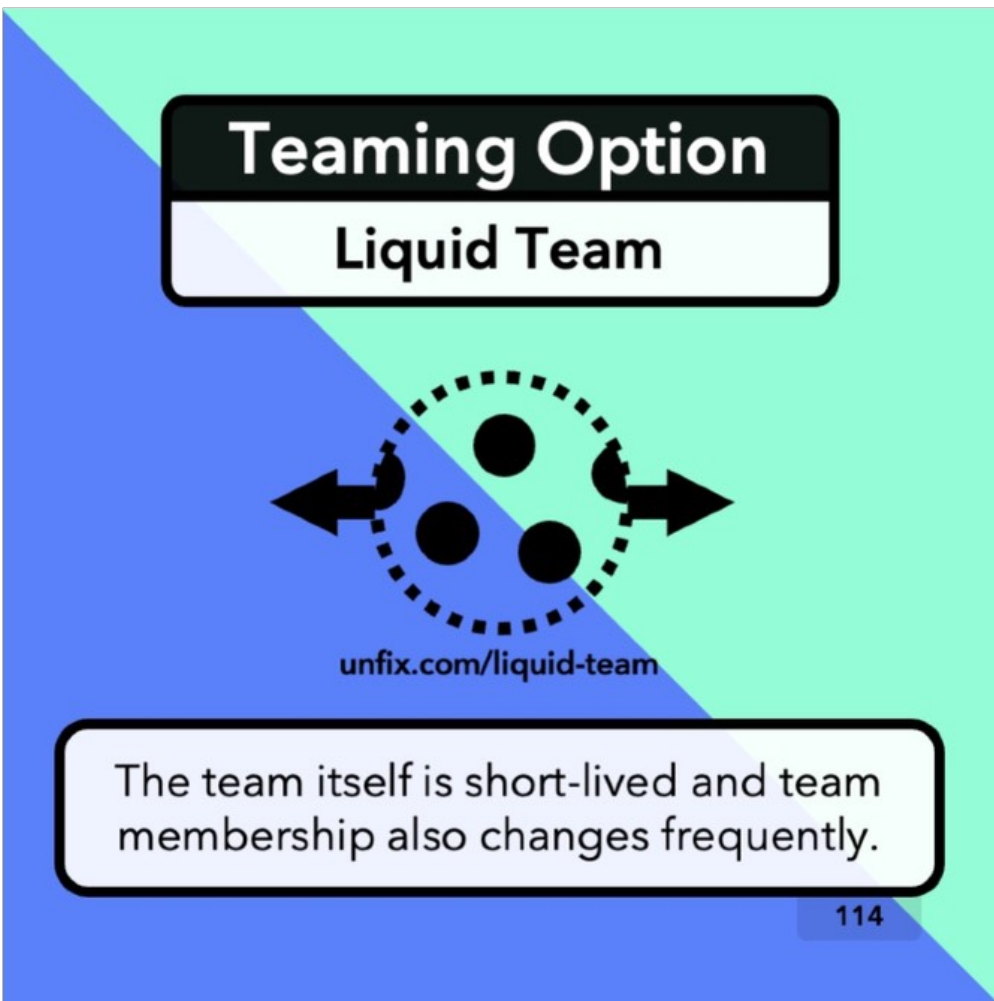 Teaming Option
Liquid Team
unfix.com/liquid-team
The team itself is short-lived and team
membership also changes frequently.
114